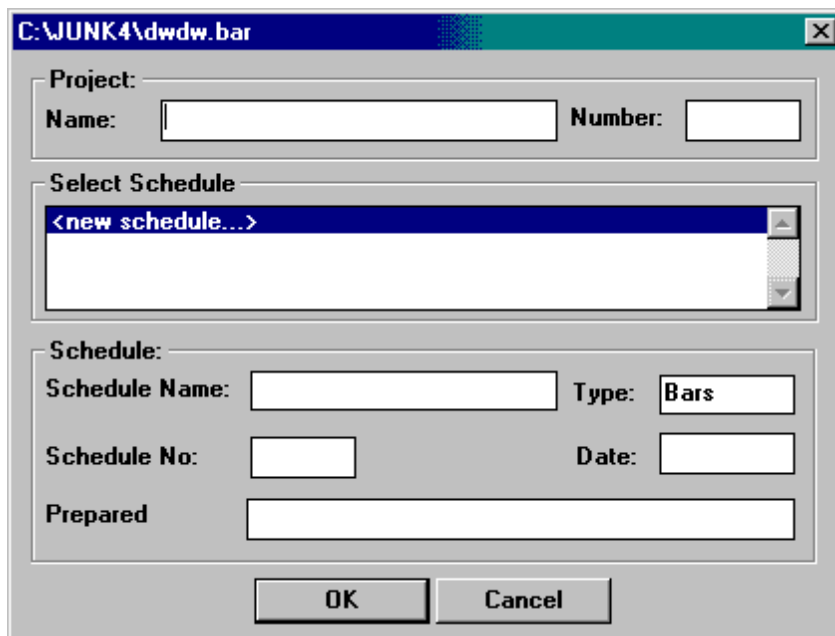 C:\JUNK4\dwdw.bar
Project:
Name: Number:
Select Schedule
<new schedule...>
Schedule:
Schedule Name: Type: Bars
Schedule No: Date:
Prepared
OK Cancel